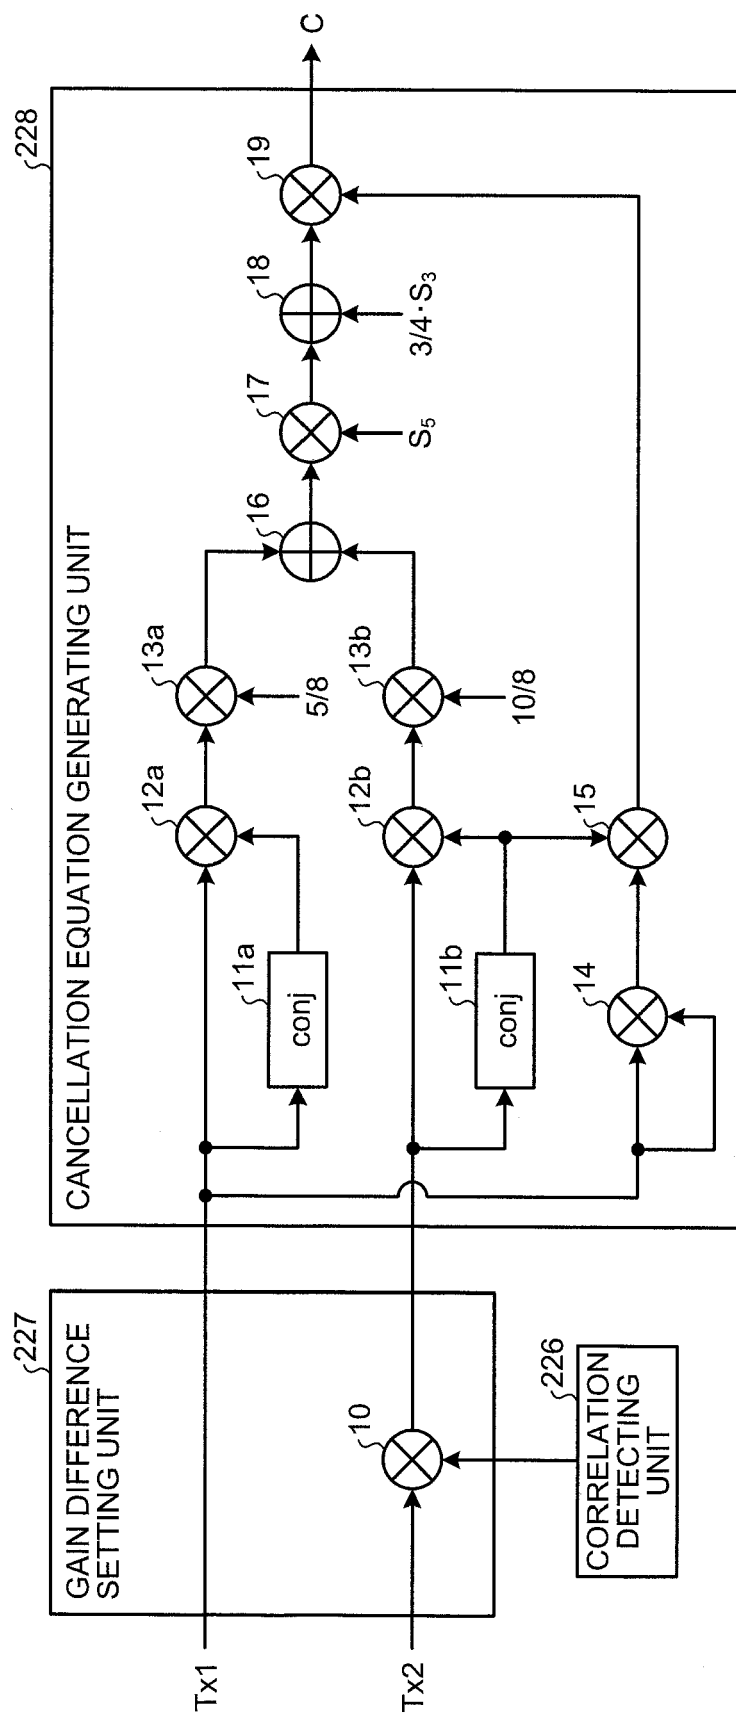 228
CANCELLATION EQUATION GENERATING UNIT
227
GAIN DIFFERENCE
SETTING UNIT
226
CORRELATION
DETECTING
UNIT
Tx1
Tx2
10
11a
conj
11b
conj
12a
12b
13a
5/8
13b
10/8
14
15
16
17
S₅
18
3/4·S₃
19
C